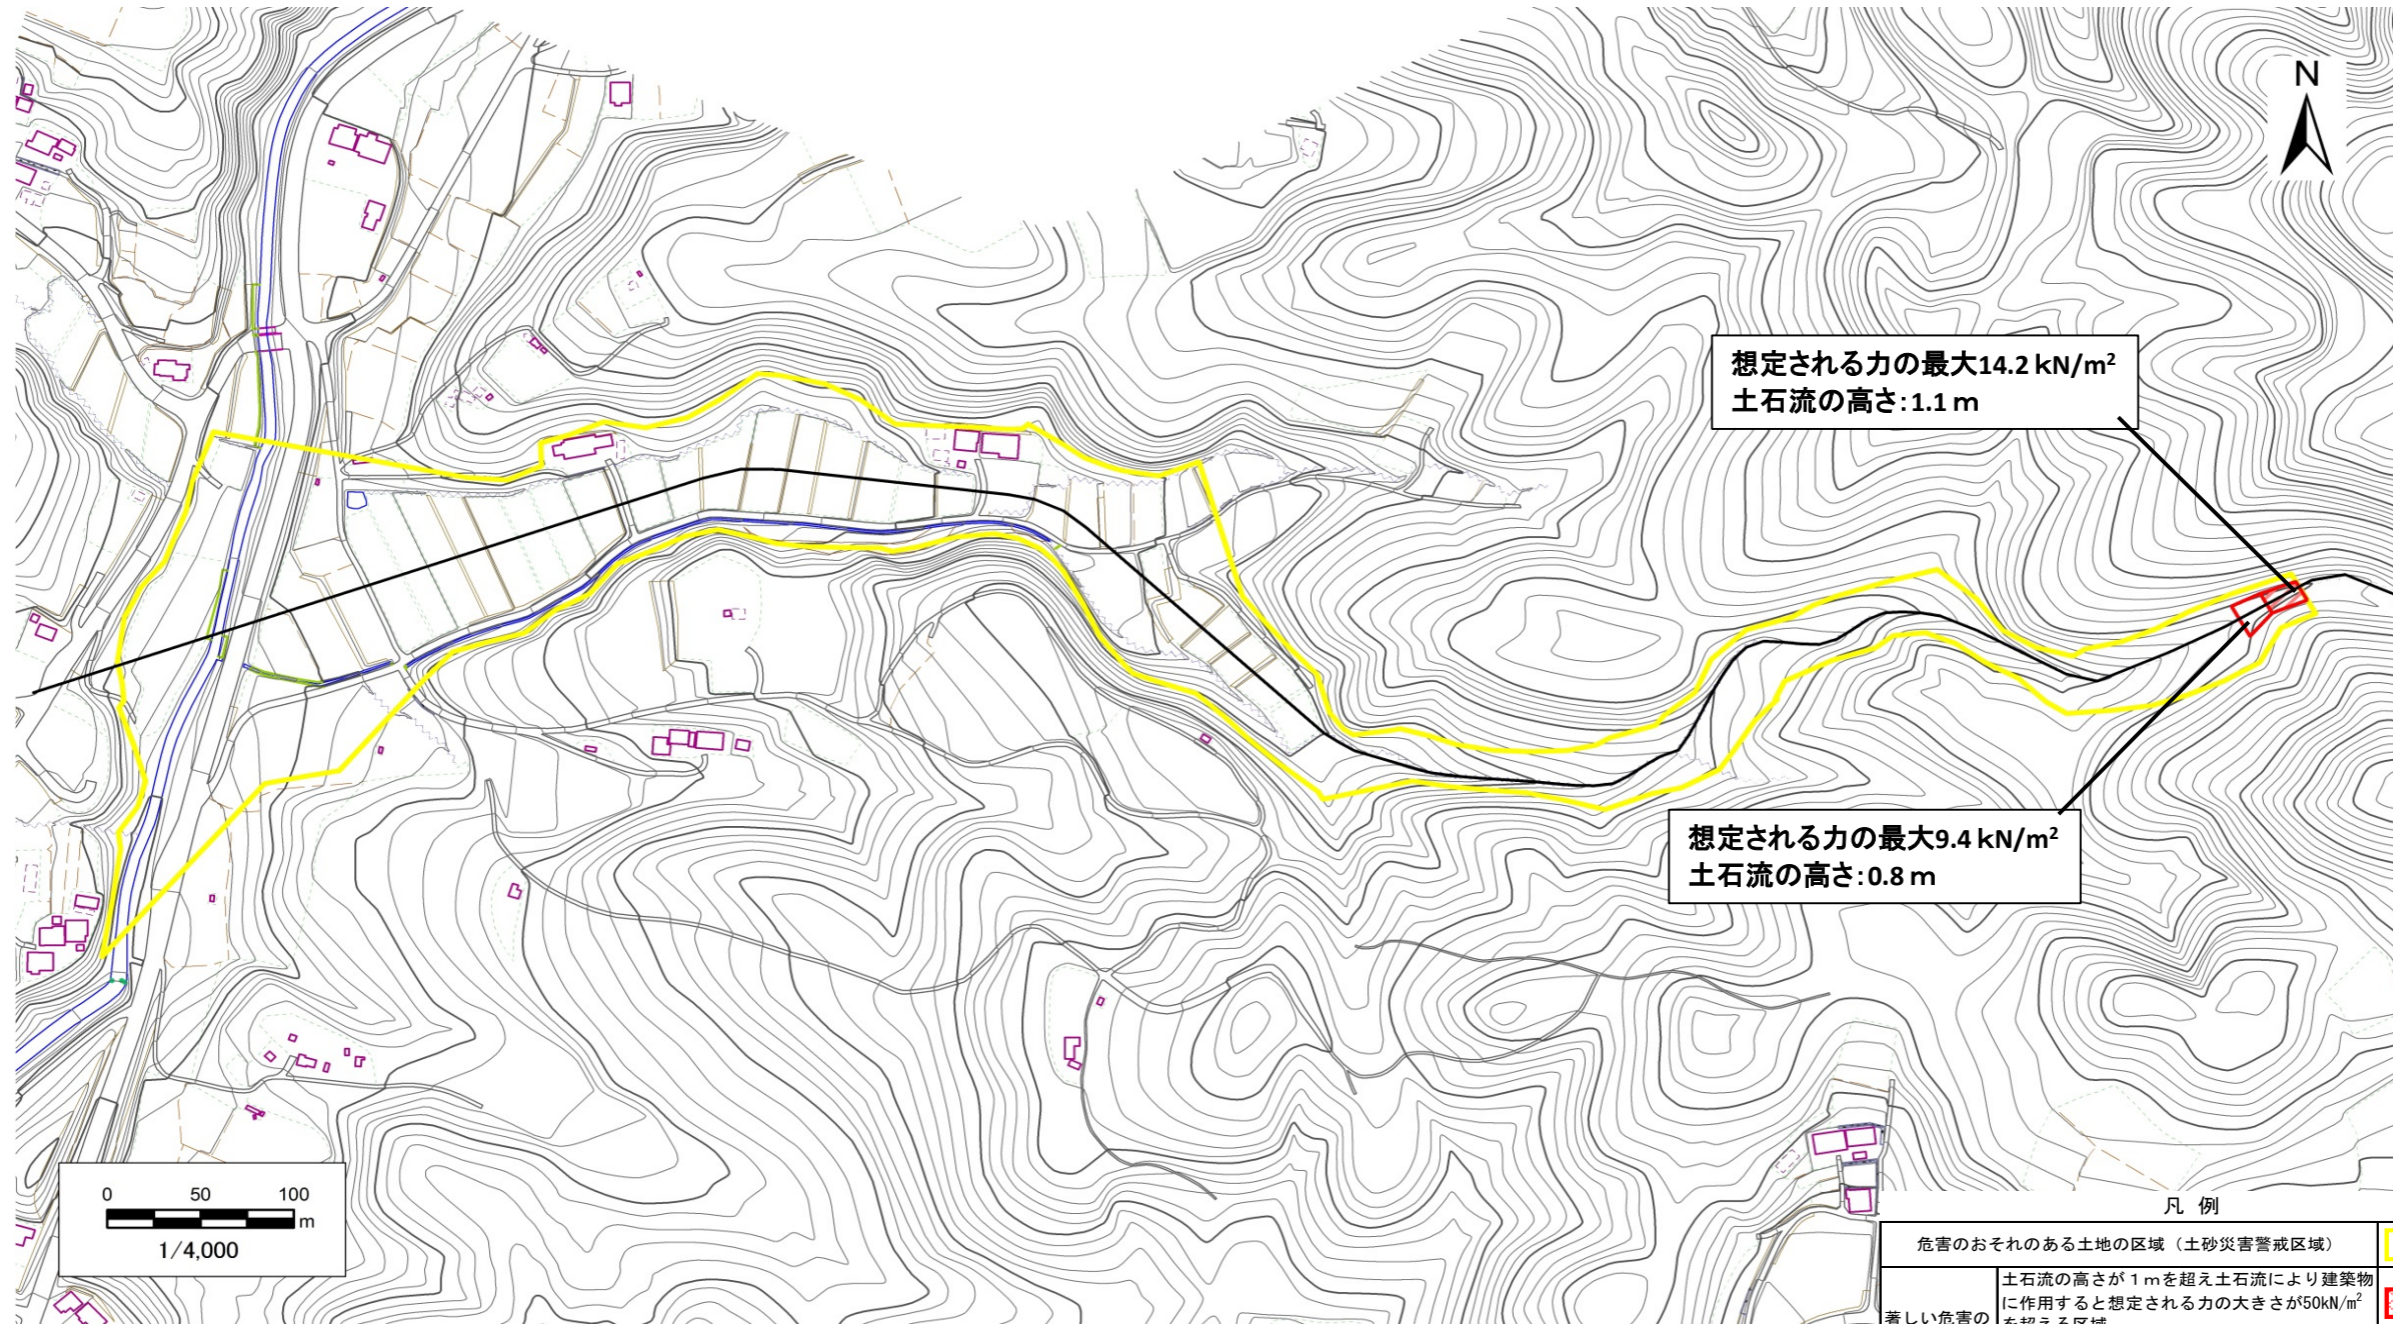 N
想定される力の最大14.2 kN/m²
土石流の高さ：1.1 m
想定される力の最大9.4 kN/m²
土石流の高さ：0.8 m
0 50 100
m
1/4,000
凡 例
危害のおそれのある土地の区域（土砂災害警戒区域）
土石流の高さが１ｍを超え土石流により建築物
に作用すると想定される力の大きさが50kN/m²
著しい危害の
を超える区域